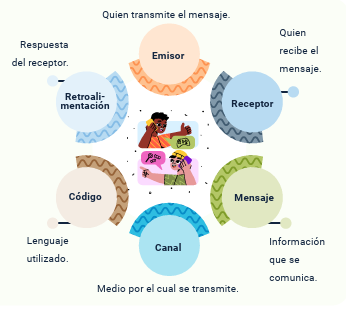 Quien transmite el mensaje.
Emisor
Quien
recibe el
mensaje.
Receptor
Mensaje
Información
que se
comunica.
Canal
Medio por el cual se transmite.
Código
Lenguaje
utilizado.
Retroali-
mentación
Respuesta
del receptor.